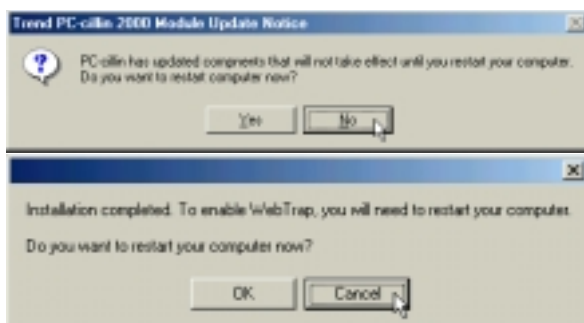 Trend PC-cillin 2000 Module Update Notice
PC-cillin has updated compnents that will not take effect until you restart your computer.
Do you want to restart computer now?
Yes
No
Installation completed. To enable WebTrap, you will need to restart your computer.
Do you want to restart your computer now?
OK
Cancel